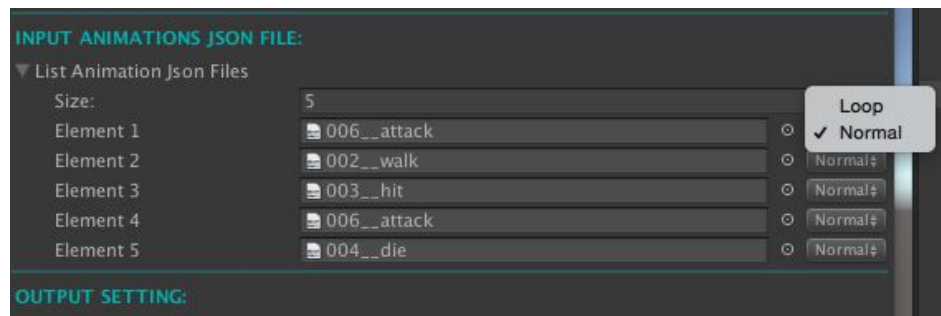 INPUT ANIMATIONS JSON FILE:
List Animation Json Files
Size: 5
Loop
Element 1 006__attack Normal
Element 2 002__walk Normal
Element 3 003__hit Normal
Element 4 006__attack Normal
Element 5 004__die Normal
OUTPUT SETTING: